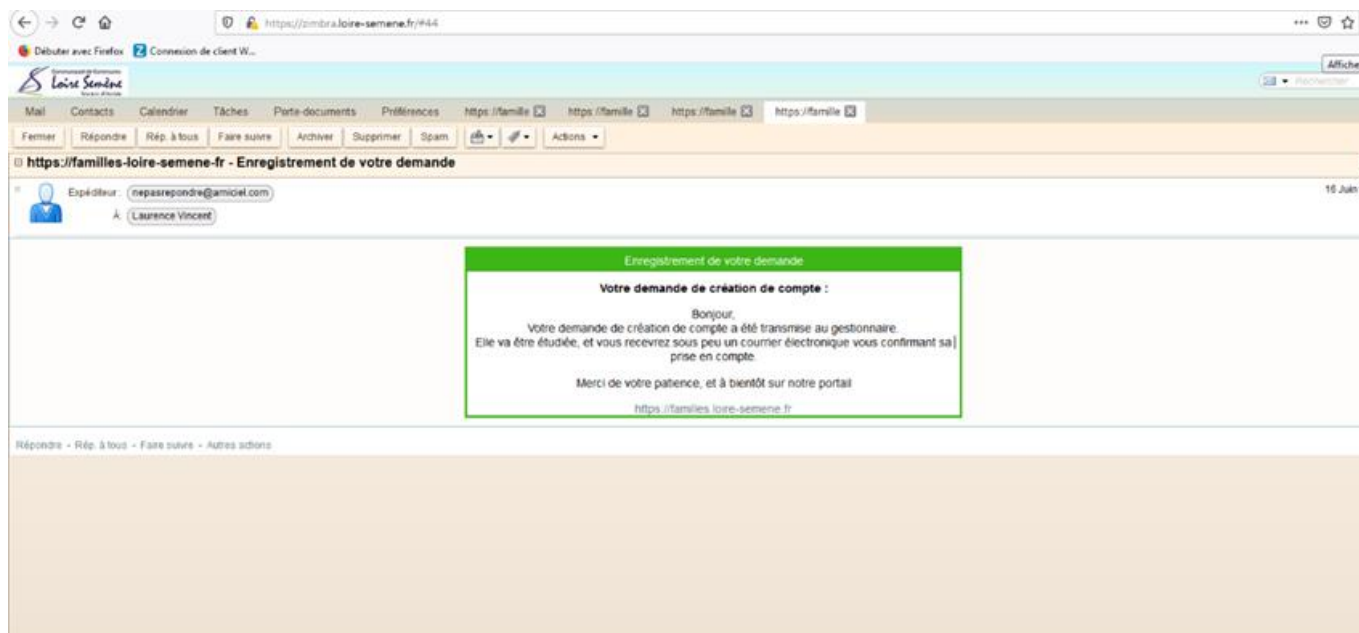 https://zimbra.loire-semene.fr/#44
Débuter avec Firefox Connexion de client W...
Affiche
Loire Semène
Rechercher
Mail Contacts Calendrier Tâches Porte-documents Préférences https://famille https://famille https://famille https://famille
Fermer Répondre Rép. à tous Faire suivre Archiver Supprimer Spam Actions
https://familles-loire-semene-fr - Enregistrement de votre demande
Expéditeur : nepasrepondre@amiciel.com 16 Juin
À : Laurence Vincent
Enregistrement de votre demande
Votre demande de création de compte :
Bonjour,
Votre demande de création de compte a été transmise au gestionnaire.
Elle va être étudiée, et vous recevrez sous peu un courrier électronique vous confirmant sa
prise en compte.
Merci de votre patience, et à bientôt sur notre portail
https://familles.loire-semene.fr
Répondre - Rép. à tous - Faire suivre - Autres actions